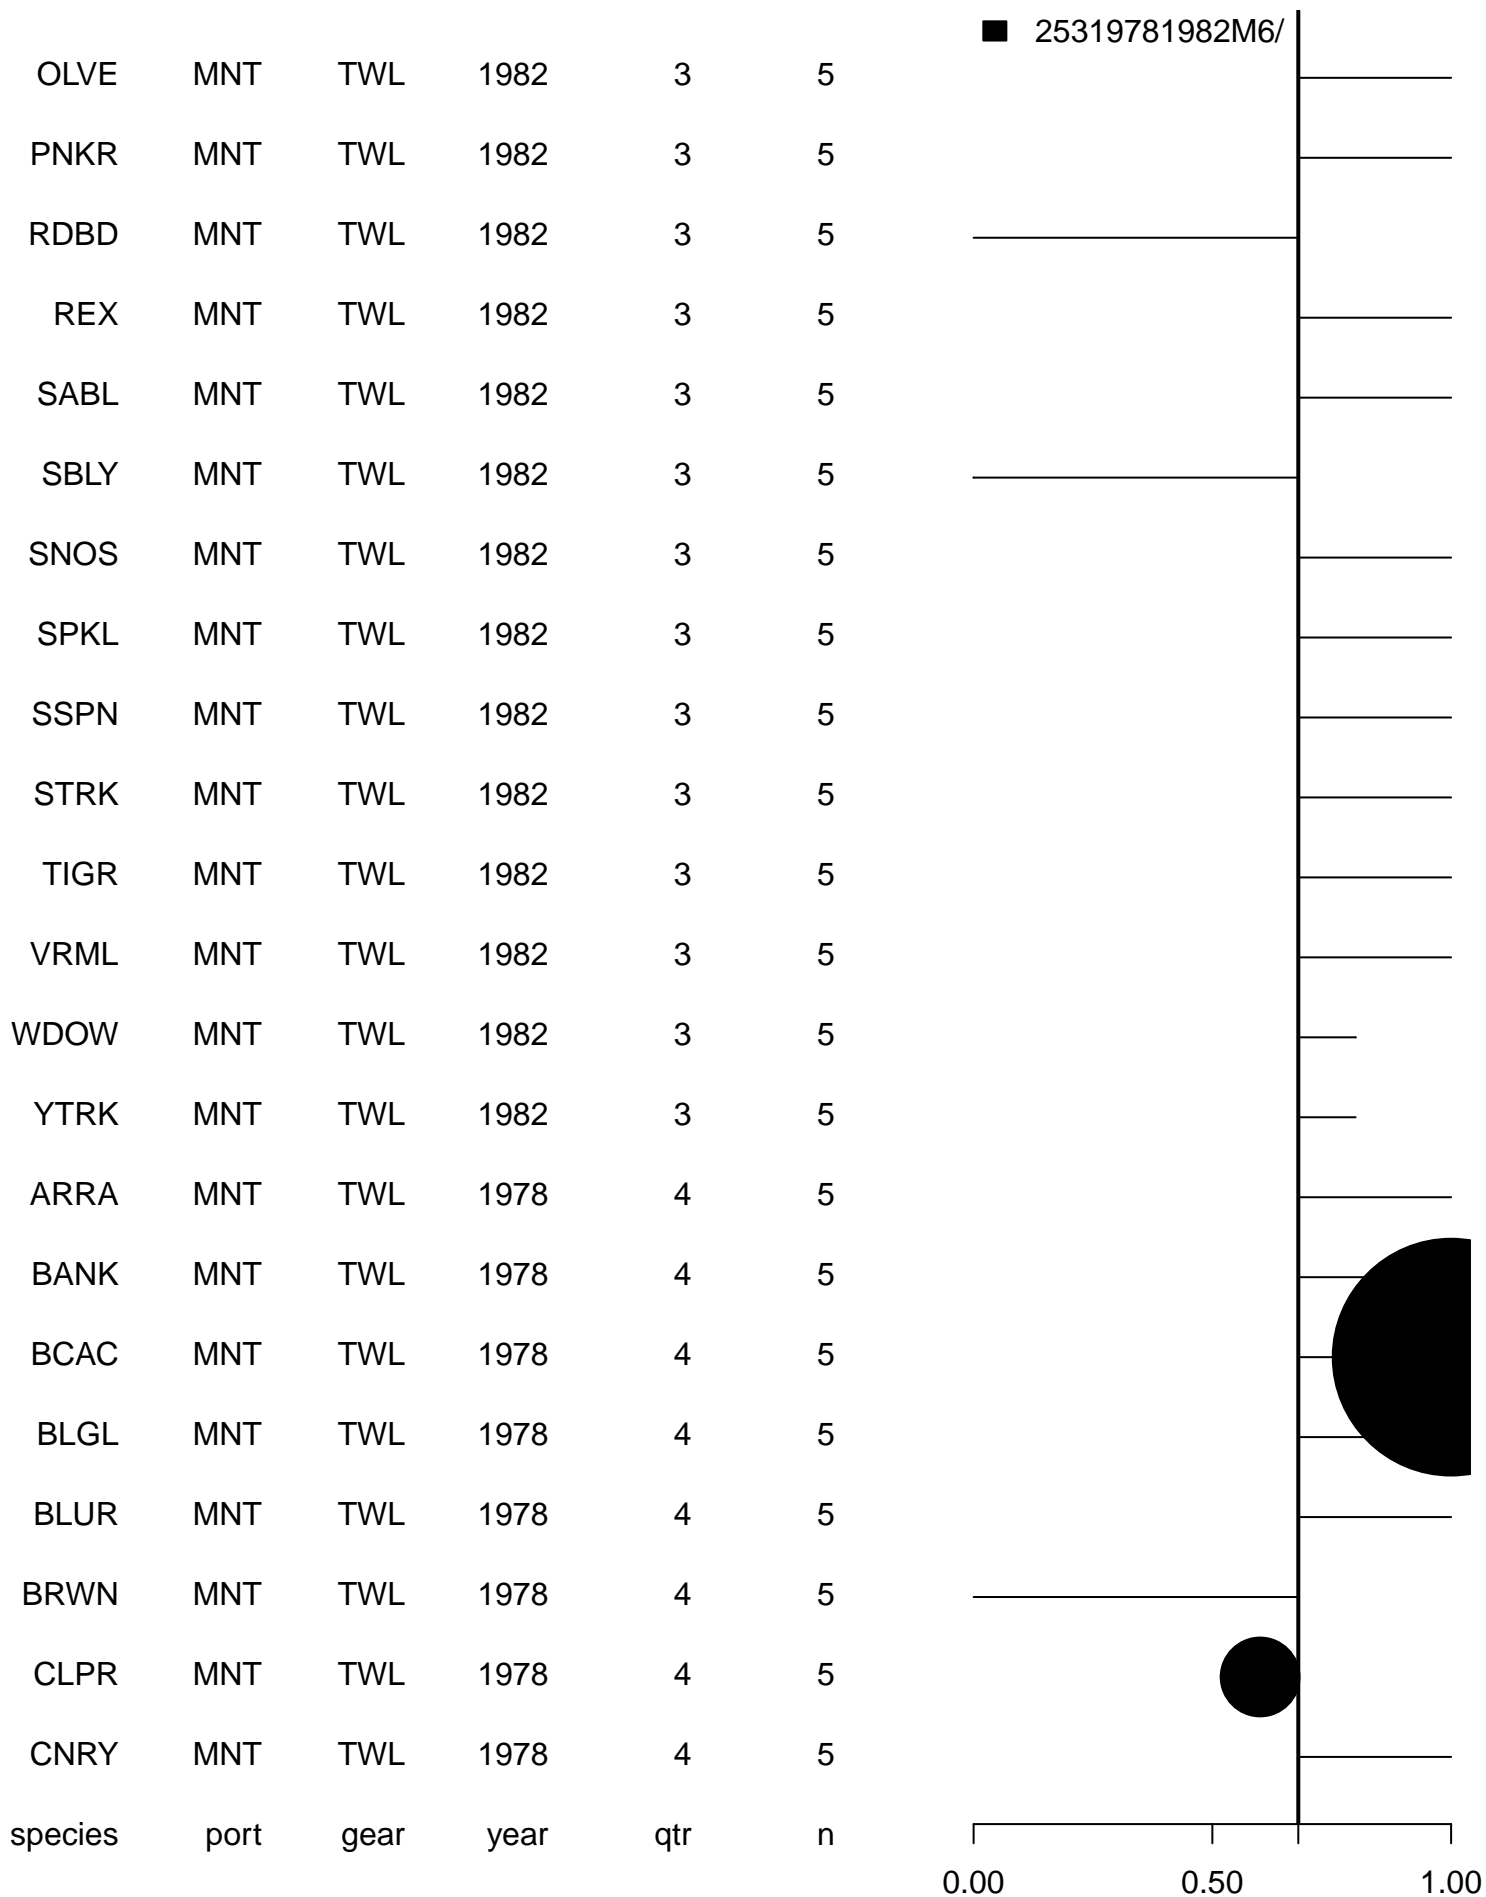 25319781982M6/
OLVE MNT TWL 1982 3 5
PNKR MNT TWL 1982 3 5
RDBD MNT TWL 1982 3 5
REX MNT TWL 1982 3 5
SABL MNT TWL 1982 3 5
SBLY MNT TWL 1982 3 5
SNOS MNT TWL 1982 3 5
SPKL MNT TWL 1982 3 5
SSPN MNT TWL 1982 3 5
STRK MNT TWL 1982 3 5
TIGR MNT TWL 1982 3 5
VRML MNT TWL 1982 3 5
WDOW MNT TWL 1982 3 5
YTRK MNT TWL 1982 3 5
ARRA MNT TWL 1978 4 5
BANK MNT TWL 1978 4 5
BCAC MNT TWL 1978 4 5
BLGL MNT TWL 1978 4 5
BLUR MNT TWL 1978 4 5
BRWN MNT TWL 1978 4 5
CLPR MNT TWL 1978 4 5
CNRY MNT TWL 1978 4 5
species port gear year qtr n
0.00 0.50 1.00